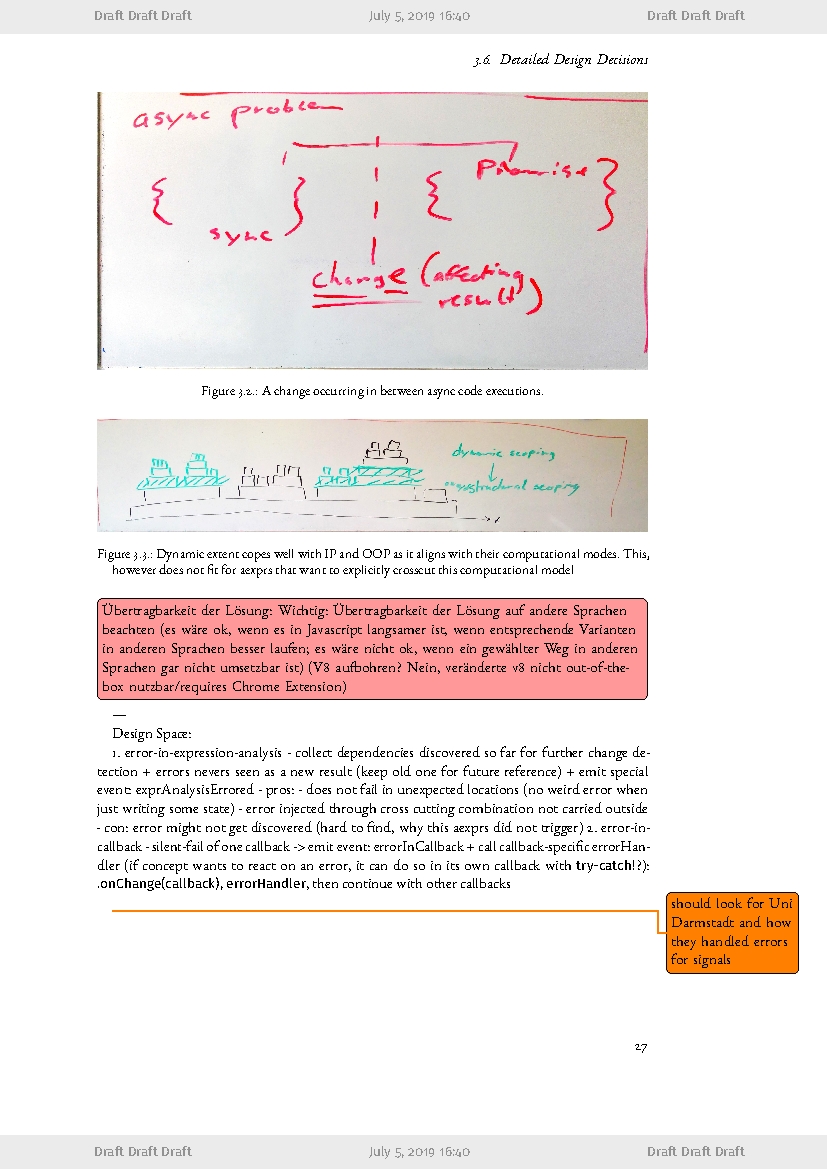 Draft Draft Draft July 5, 2019 16:40 Draft Draft Draft
3.6. Detailed Design Decisions
async problem
Promise
{ } { }
sync
change (affecting
result)
Figure 3.2.: A change occurring in between async code executions.
dynamic scoping
structural scoping
Figure 3.3.: Dynamic extent copes well with IP and OOP as it aligns with their computational modes. This,
however does not fit for aexprs that want to explicitly crosscut this computational model
Übertragbarkeit der Lösung: Wichtig: Übertragbarkeit der Lösung auf andere Sprachen
beachten (es wäre ok, wenn es in Javascript langsamer ist, wenn entsprechende Varianten
in anderen Sprachen besser laufen; es wäre nicht ok, wenn ein gewählter Weg in anderen
Sprachen gar nicht umsetzbar ist) (V8 aufbohren? Nein, veränderte v8 nicht out-of-the-
box nutzbar/requires Chrome Extension)
—
Design Space:
1. error-in-expression-analysis - collect dependencies discovered so far for further change de-
tection + errors nevers seen as a new result (keep old one for future reference) + emit special
event: exprAnalysisErrored - pros: - does not fail in unexpected locations (no weird error when
just writing some state) - error injected through cross cutting combination not carried outside
- con: error might not get discovered (hard to find, why this aexprs did not trigger) 2. error-in-
callback - silent-fail of one callback -> emit event: errorInCallback + call callback-specific errorHan-
dler (if concept wants to react on an error, it can do so in its own callback with try-catch!?):
.onChange(callback), errorHandler, then continue with other callbacks
should look for Uni
Darmstadt and how
they handled errors
for signals
27
Draft Draft Draft July 5, 2019 16:40 Draft Draft Draft